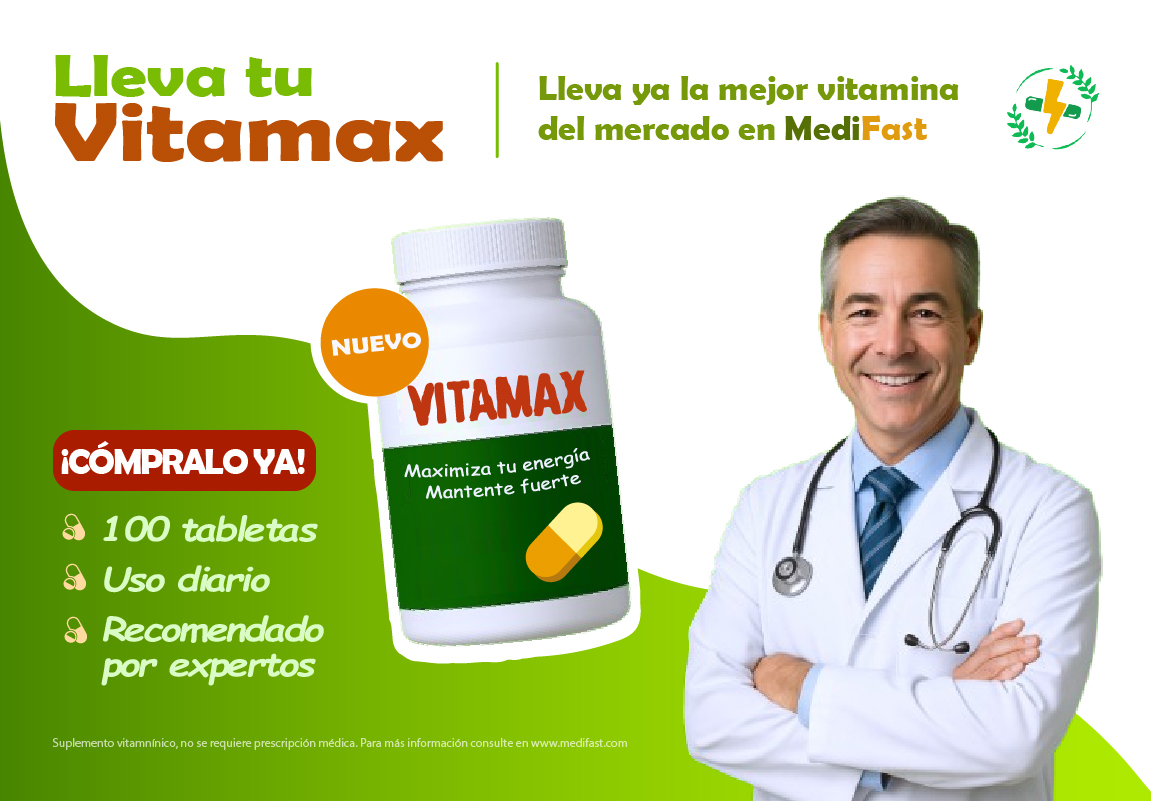 Lleva tu
Vitamax
Lleva ya la mejor vitamina
del mercado en MediFast
NUEVO
VITAMAX
Maximiza tu energía
Mantente fuerte
¡CÓMPRALO YA!
100 tabletas
Uso diario
Recomendado
por expertos
Suplemento vitamnínico, no se requiere prescripción médica. Para más información consulte en www.medifast.com